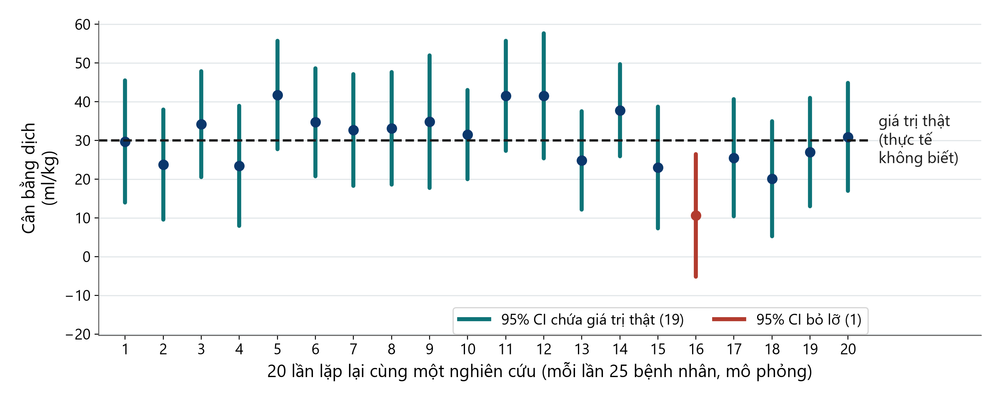 60
50
40
30
20
10
0
−10
−20
Cân bằng dịch
(ml/kg)
giá trị thật
(thực tế
không biết)
95% CI chứa giá trị thật (19)
95% CI bỏ lỡ (1)
1 2 3 4 5 6 7 8 9 10 11 12 13 14 15 16 17 18 19 20
20 lần lặp lại cùng một nghiên cứu (mỗi lần 25 bệnh nhân, mô phỏng)